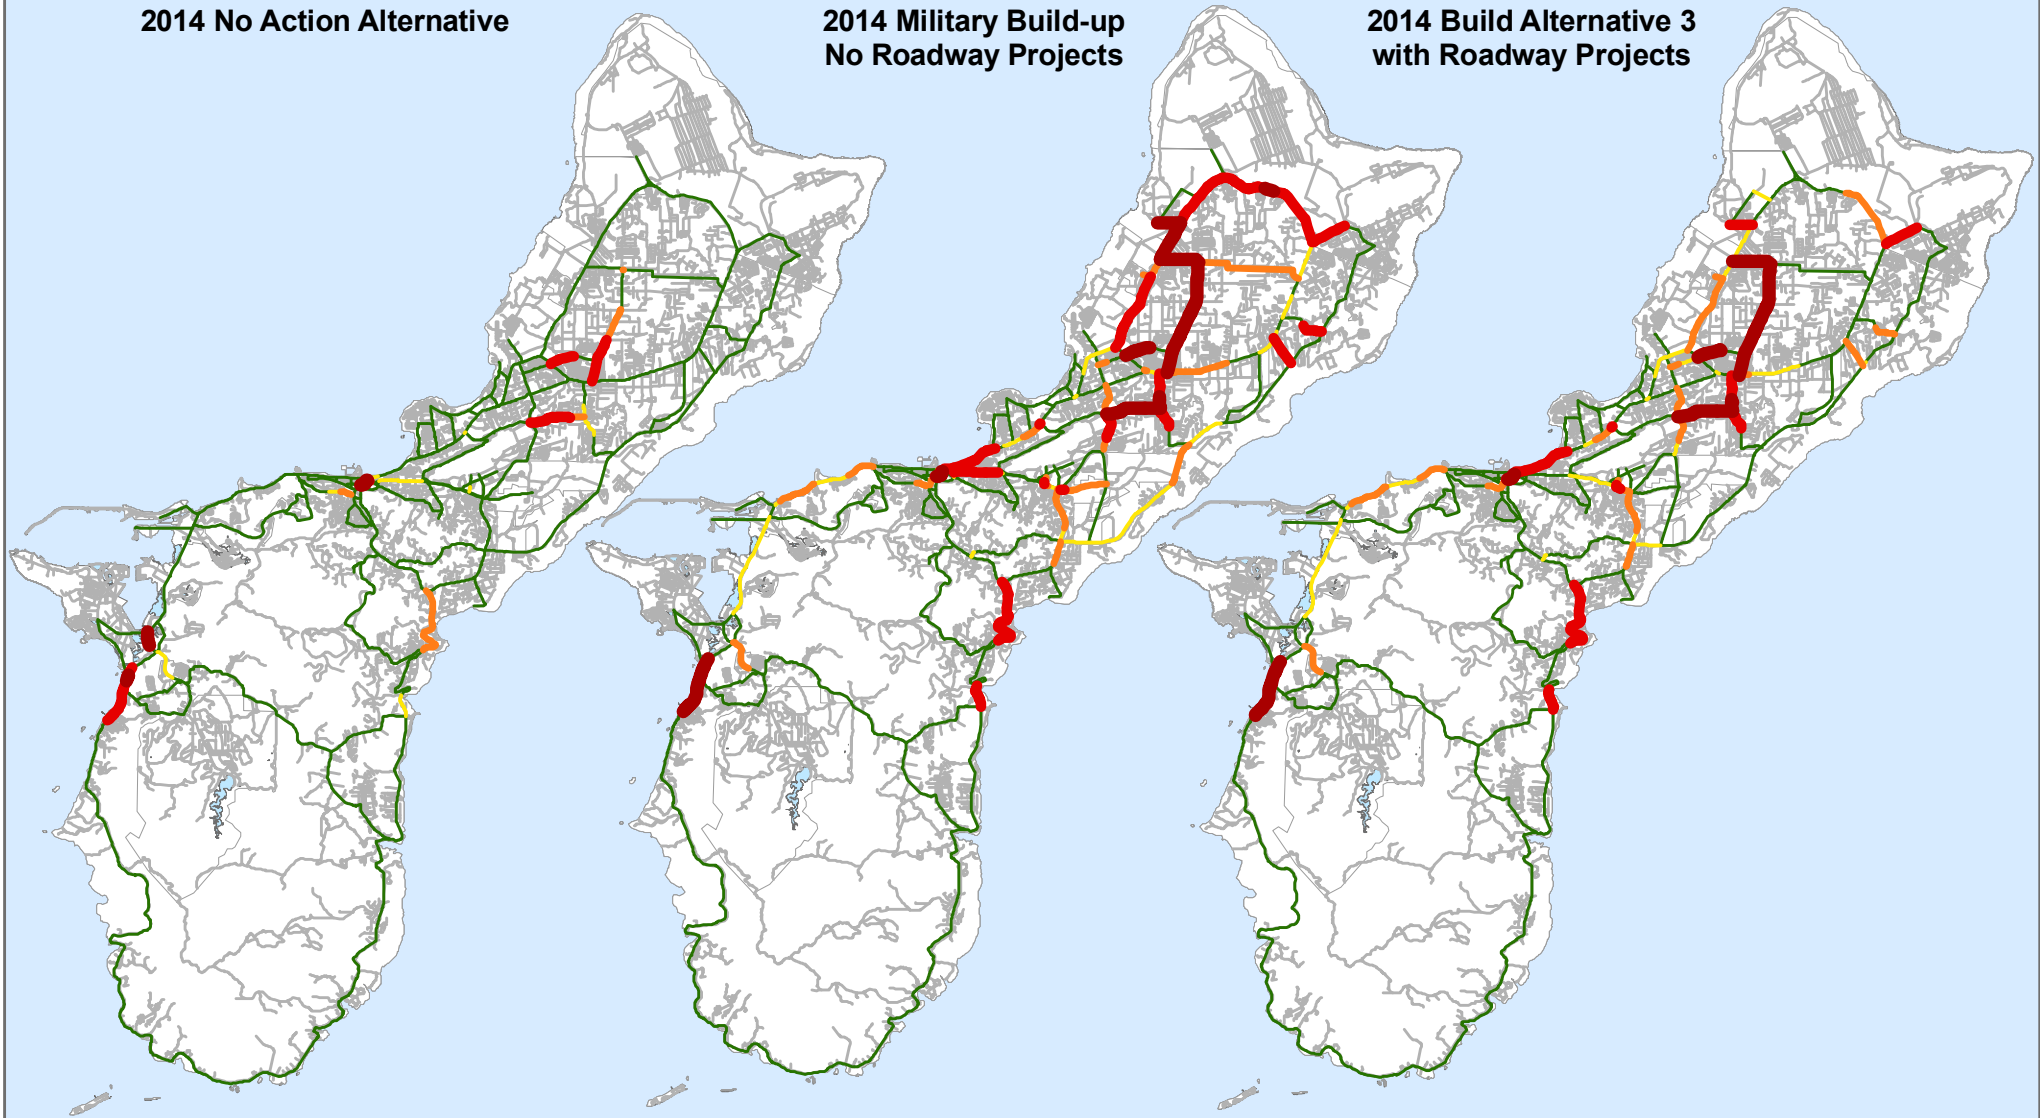 2014 No Action Alternative
2014 Military Build-up
No Roadway Projects
2014 Build Alternative 3
with Roadway Projects